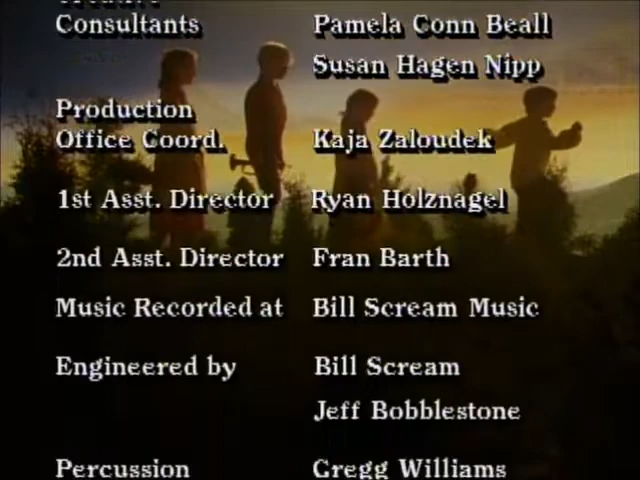 Consultants Pamela Conn Beall
Susan Hagen Nipp
Production
Office Coord. Kaja Zaloudek
1st Asst. Director Ryan Holznagel
2nd Asst. Director Fran Barth
Music Recorded at Bill Scream Music
Engineered by Bill Scream
Jeff Bobblestone
Percussion Gregg Williams